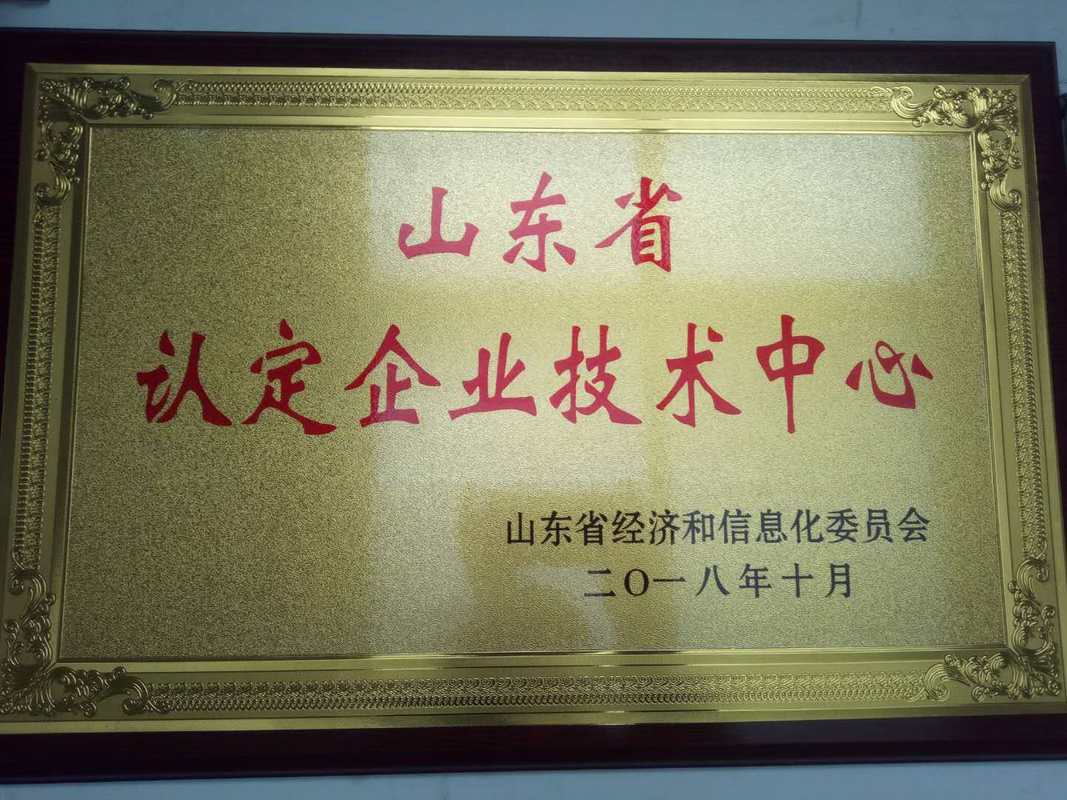 山东省
认定企业技术中心
山东省经济和信息化委员会
二〇一八年十月